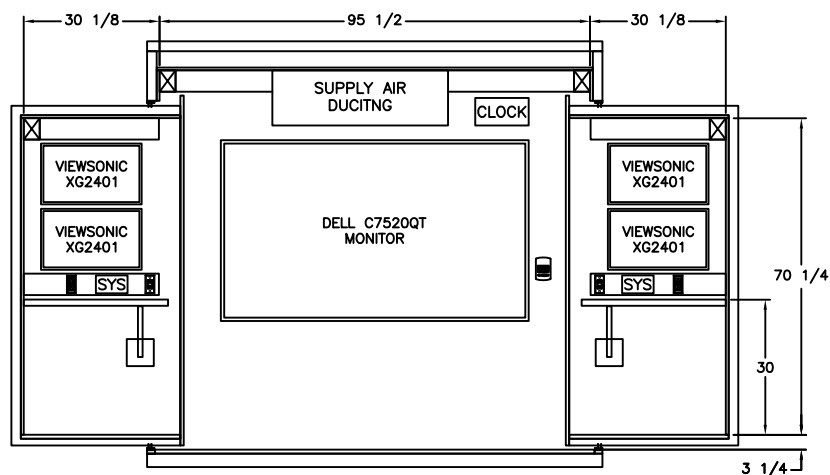 30 1/8
95 1/2
30 1/8
SUPPLY AIR
DUCITNG
CLOCK
VIEWSONIC
XG2401
VIEWSONIC
XG2401
DELL C7520QT
MONITOR
VIEWSONIC
XG2401
VIEWSONIC
XG2401
SYS
SYS
70 1/4
30
3 1/4